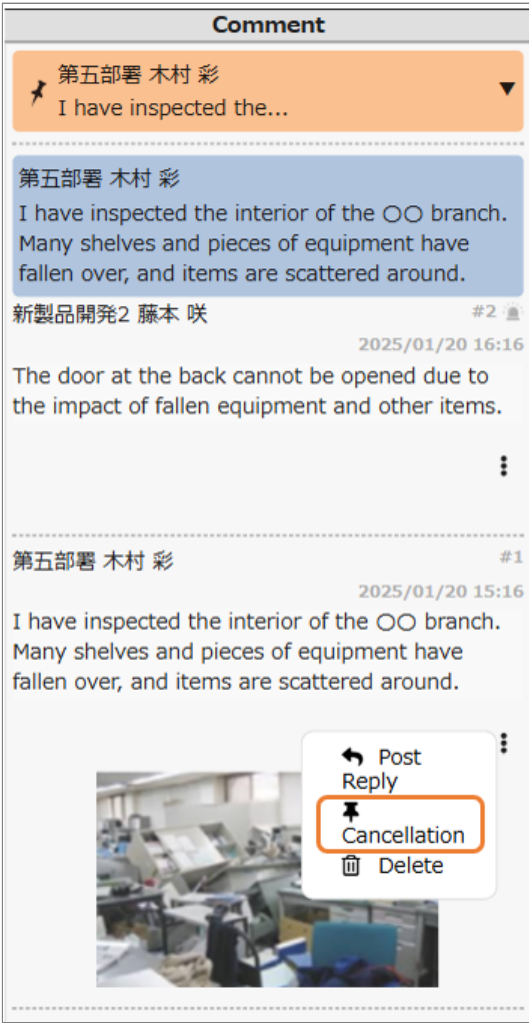 Comment
第五部署 木村 彩
I have inspected the...
第五部署 木村 彩
I have inspected the interior of the 〇〇 branch.
Many shelves and pieces of equipment have
fallen over, and items are scattered around.
新製品開発2 藤本 咲
#2
2025/01/20 16:16
The door at the back cannot be opened due to
the impact of fallen equipment and other items.
第五部署 木村 彩
#1
2025/01/20 15:16
I have inspected the interior of the 〇〇 branch.
Many shelves and pieces of equipment have
fallen over, and items are scattered around.
Post
Reply
Cancellation
Delete